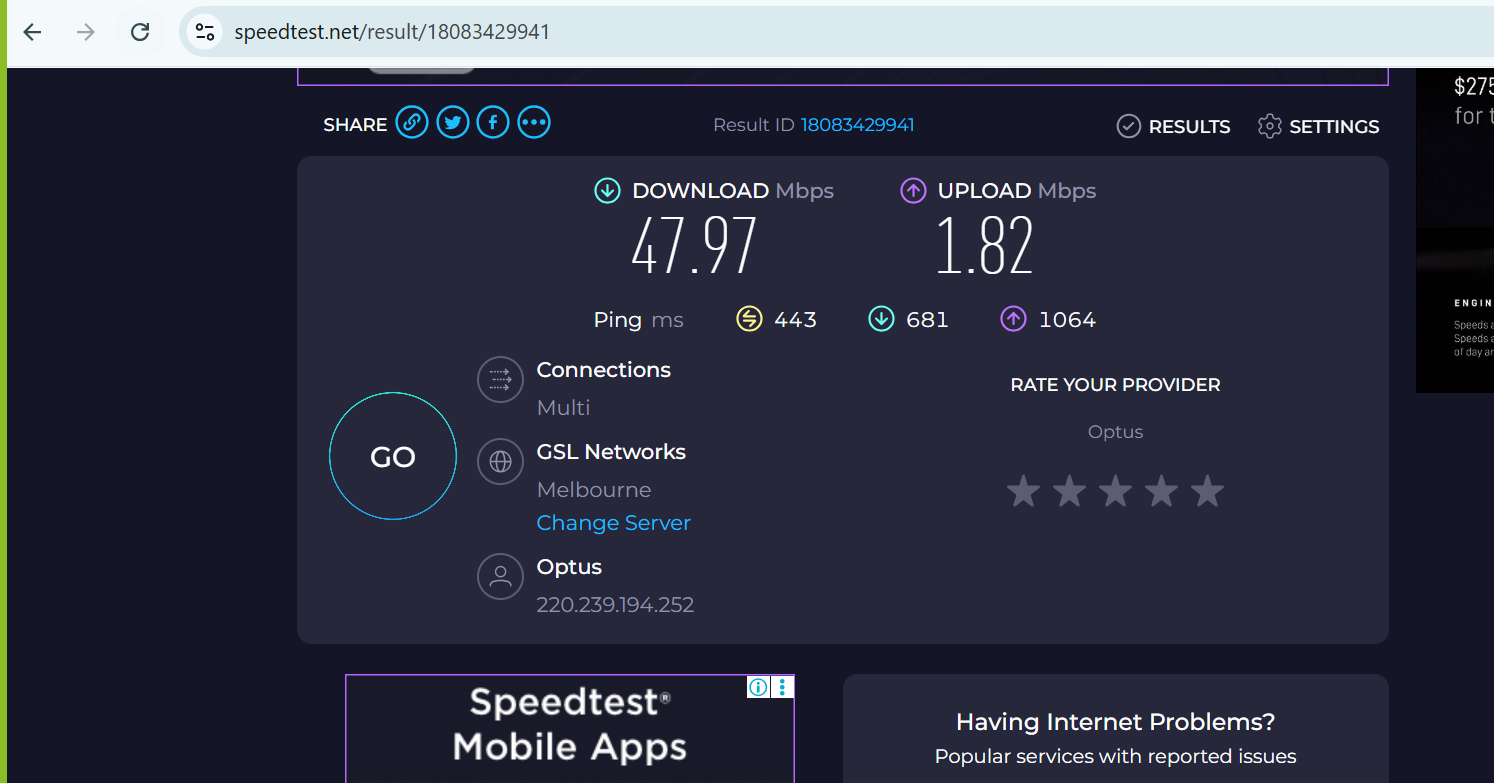 speedtest.net/result/18083429941
$275
for t
SHARE
Result ID 18083429941
RESULTS
SETTINGS
DOWNLOAD Mbps
UPLOAD Mbps
47.97
1.82
Ping ms
443
681
1064
ENGIN
Speeds a
Speeds a
of day an
Connections
Multi
RATE YOUR PROVIDER
Optus
GO
GSL Networks
Melbourne
Change Server
Optus
220.239.194.252
Speedtest®
Mobile Apps
Having Internet Problems?
Popular services with reported issues